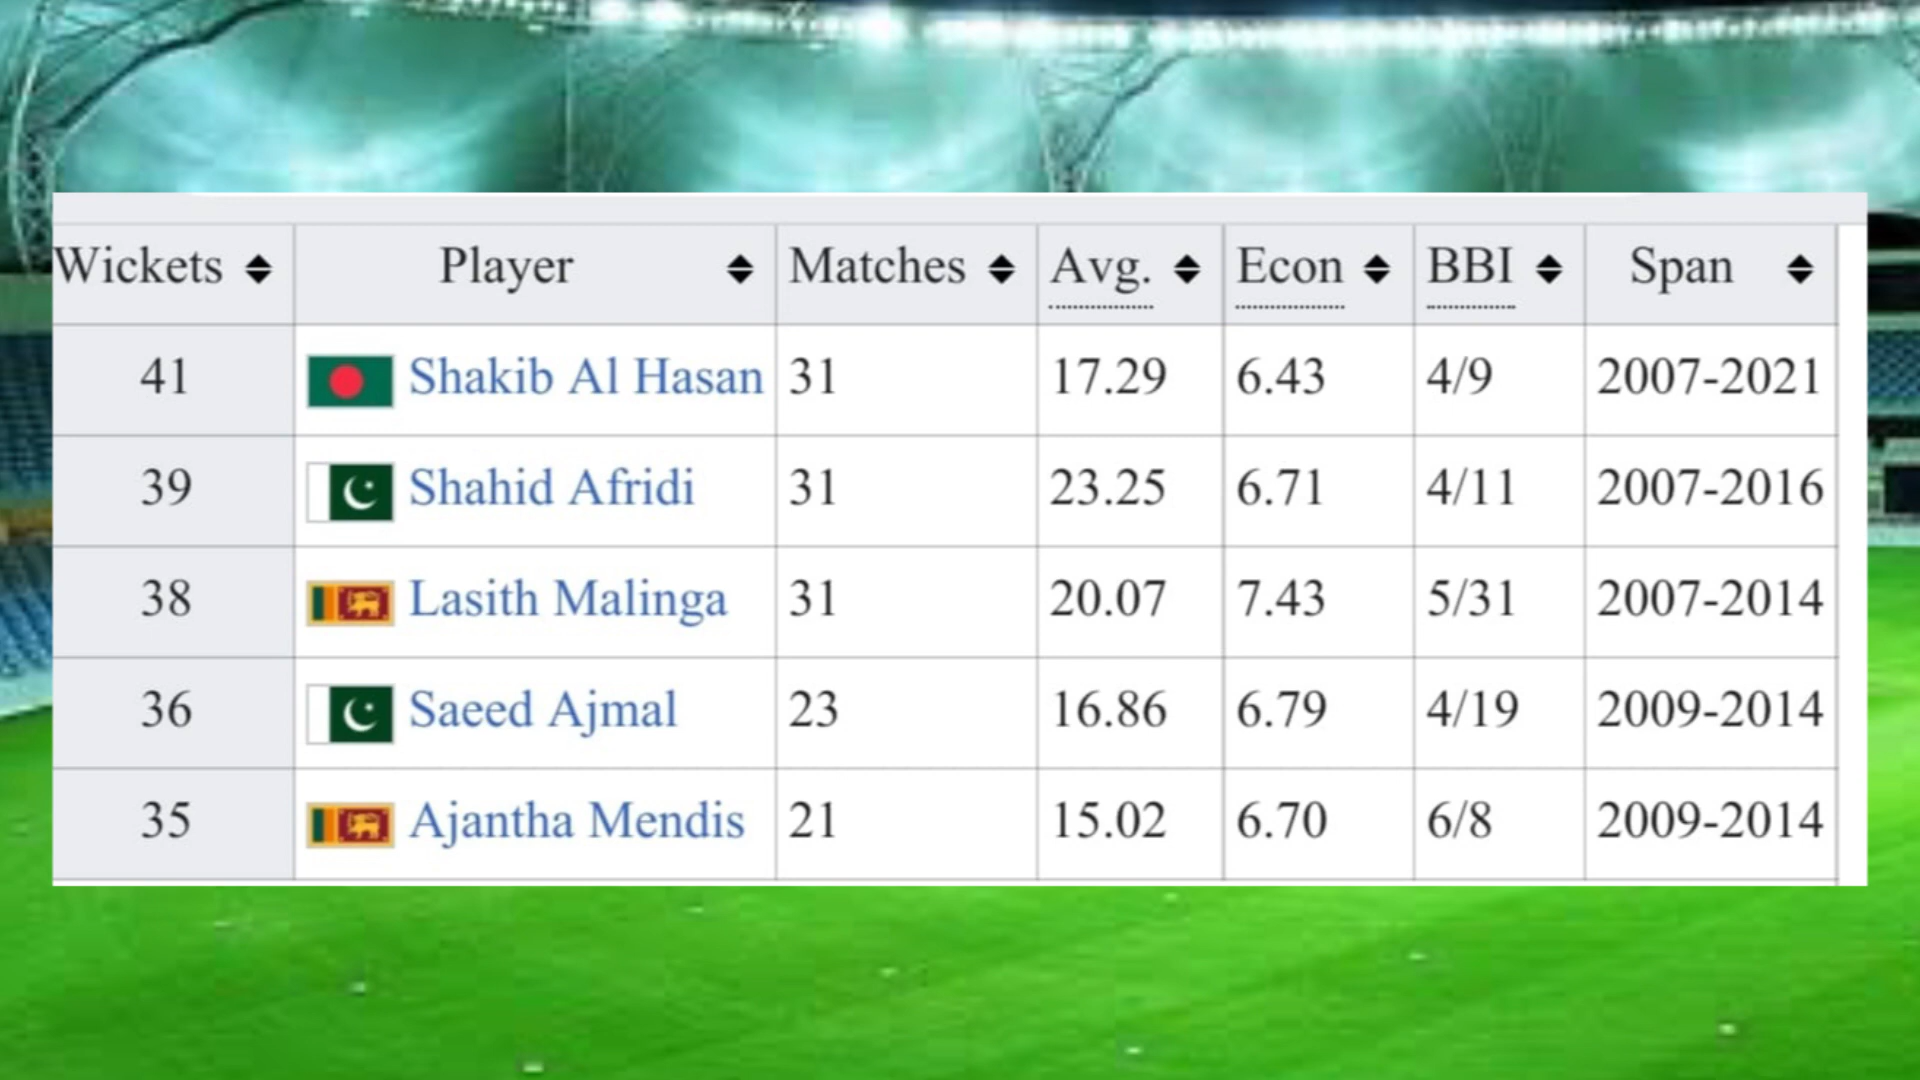 Wickets Player Matches Avg. Econ BBI Span
41 Shakib Al Hasan 31 17.29 6.43 4/9 2007-2021
39 Shahid Afridi 31 23.25 6.71 4/11 2007-2016
38 Lasith Malinga 31 20.07 7.43 5/31 2007-2014
36 Saeed Ajmal 23 16.86 6.79 4/19 2009-2014
35 Ajantha Mendis 21 15.02 6.70 6/8 2009-2014